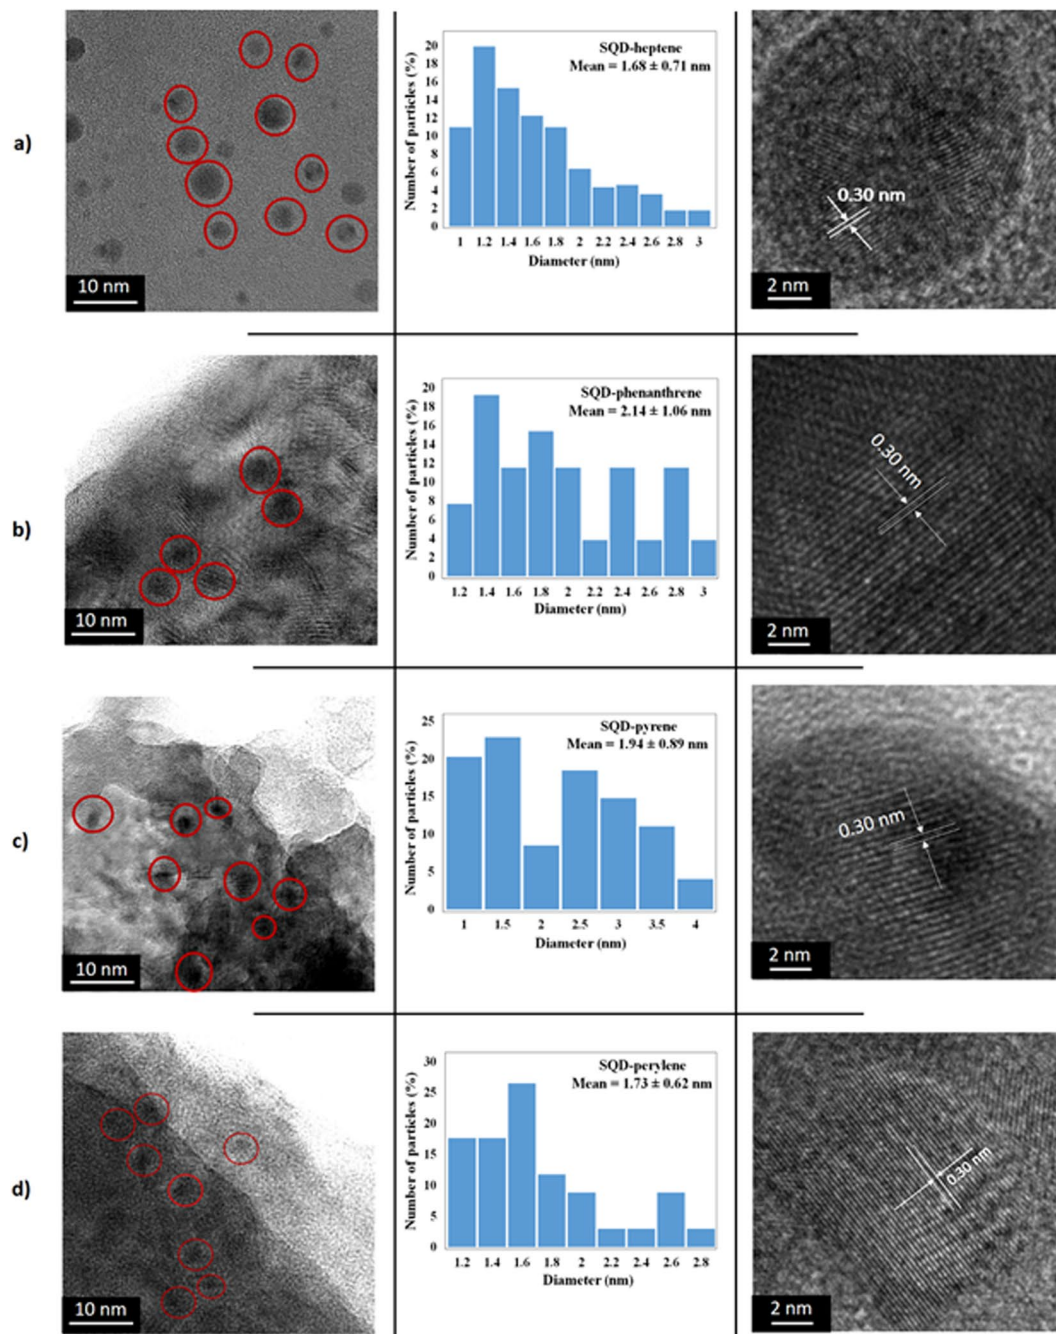 a)
10 nm
Number of particles (%)
20
18
16
14
12
10
8
6
4
2
0
SQD-heptene
Mean = 1.68 ± 0.71 nm
1 1.2 1.4 1.6 1.8 2 2.2 2.4 2.6 2.8 3
Diameter (nm)
0.30 nm
2 nm
b)
10 nm
Number of particles (%)
20
18
16
14
12
10
8
6
4
2
0
SQD-phenanthrene
Mean = 2.14 ± 1.06 nm
1.2 1.4 1.6 1.8 2 2.2 2.4 2.6 2.8 3
Diameter (nm)
0.30 nm
2 nm
c)
10 nm
Number of particles (%)
25
20
15
10
5
0
SQD-pyrene
Mean = 1.94 ± 0.89 nm
1 1.5 2 2.5 3 3.5 4
Diameter (nm)
0.30 nm
2 nm
d)
10 nm
Number of particles (%)
30
25
20
15
10
5
0
SQD-perylene
Mean = 1.73 ± 0.62 nm
1.2 1.4 1.6 1.8 2 2.2 2.4 2.6 2.8
Diameter (nm)
0.30 nm
2 nm